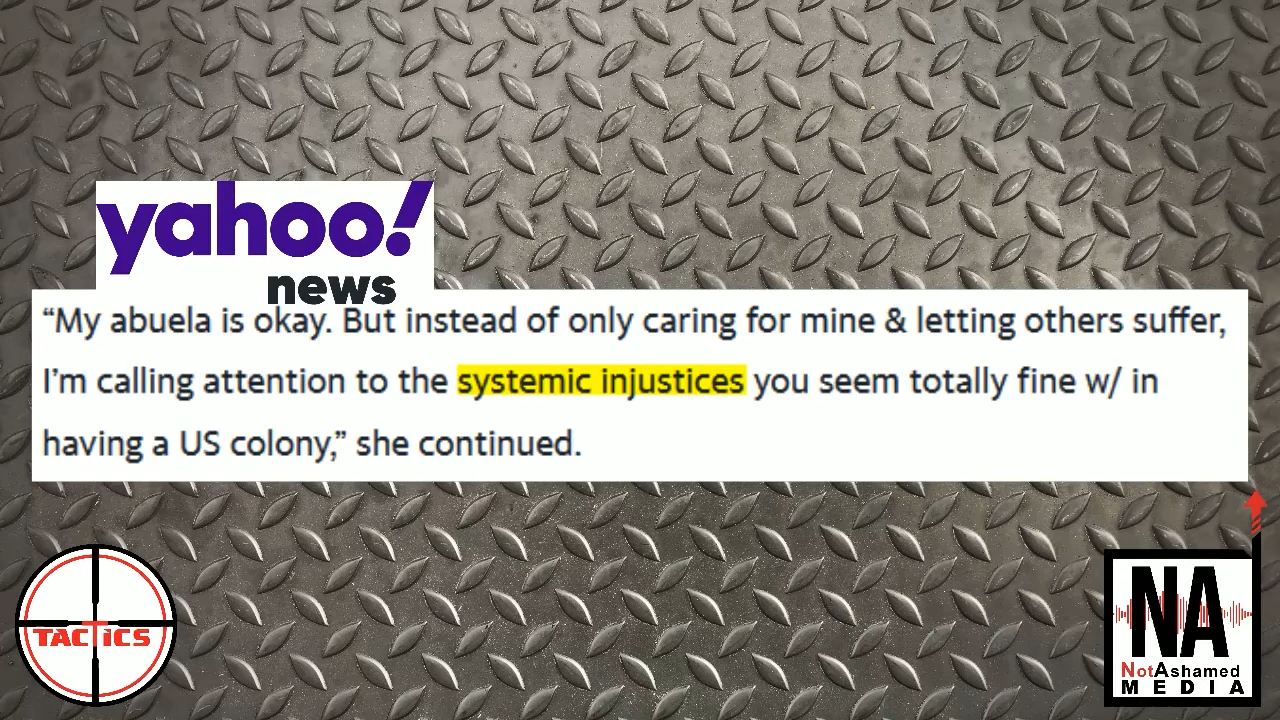 yahoo!
news
“My abuela is okay. But instead of only caring for mine & letting others suffer,
I’m calling attention to the systemic injustices you seem totally fine w/ in
having a US colony,” she continued.
TACTICS
NA
NotAshamed
MEDIA